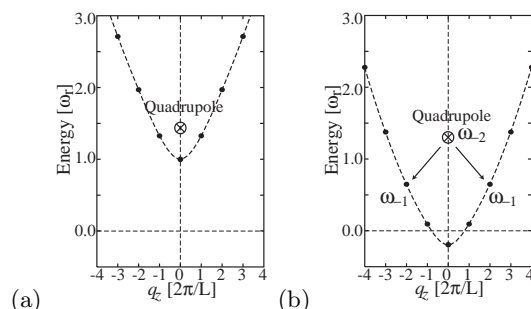 3.0
2.0
1.0
0.0
Energy [ω_r]
Quadrupole
-4 -3 -2 -1 0 1 2 3 4
q_z [2π/L]
(a)
3.0
2.0
1.0
0.0
Energy [ω_r]
Quadrupole
ω_{-2}
ω_{-1}
ω_{-1}
-4 -3 -2 -1 0 1 2 3 4
q_z [2π/L]
(b)